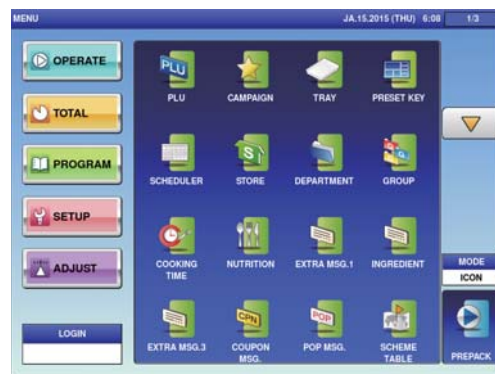 MENU
JA.15.2015 (THU) 6:08 1/3
OPERATE
TOTAL
PROGRAM
SETUP
ADJUST
LOGIN
PLU
PLU CAMPAIGN TRAY PRESET KEY
S
G
G
SCHEDULER STORE DEPARTMENT GROUP
COOKING
TIME
NUTRITION EXTRA MSG.1 INGREDIENT
CPN POP
EXTRA MSG.3 COUPON
MSG.
POP MSG. SCHEME
TABLE
MODE
ICON
PREPACK